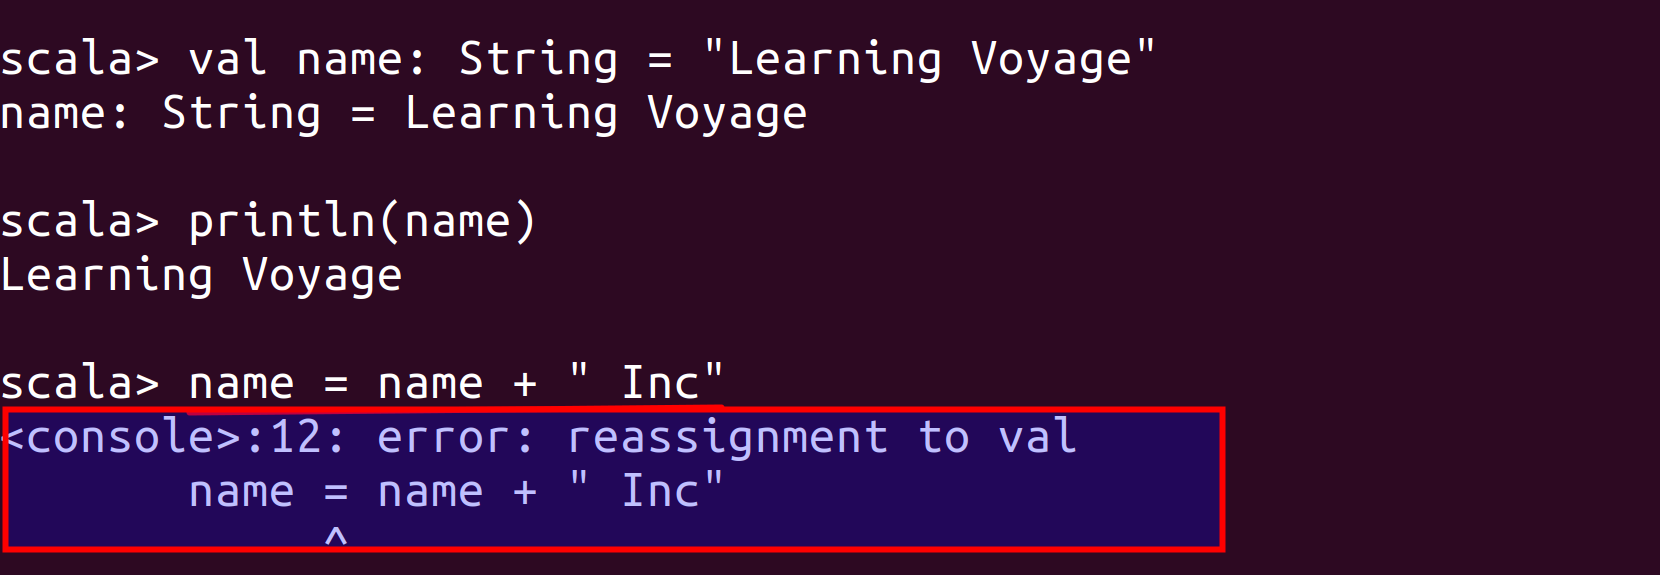 scala> val name: String = "Learning Voyage"
name: String = Learning Voyage
scala> println(name)
Learning Voyage
scala> name = name + " Inc"
<console>:12: error: reassignment to val
       name = name + " Inc"
            ^